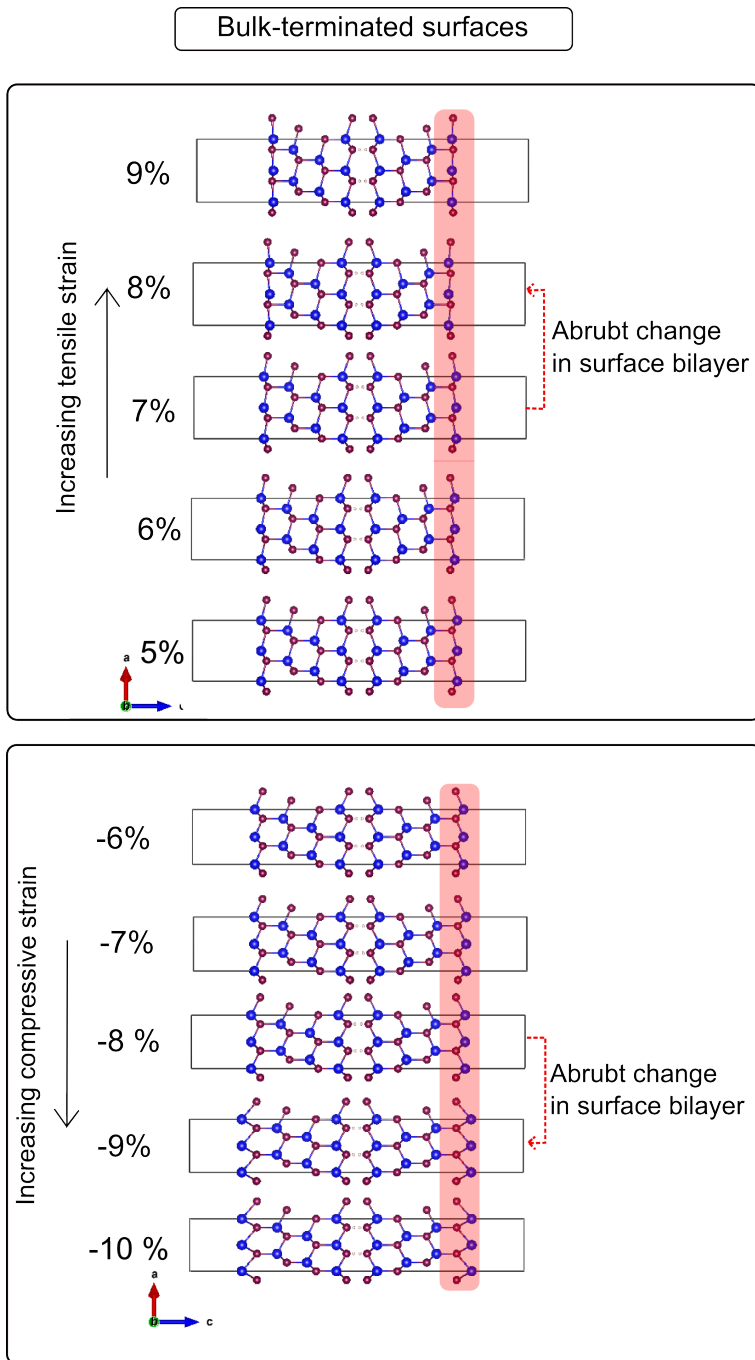 Bulk-terminated surfaces
9%
8%
7%
6%
5%
Increasing tensile strain
Abrubt change
in surface bilayer
a
-6%
-7%
-8 %
-9%
-10 %
Increasing compressive strain
Abrubt change
in surface bilayer
a
c